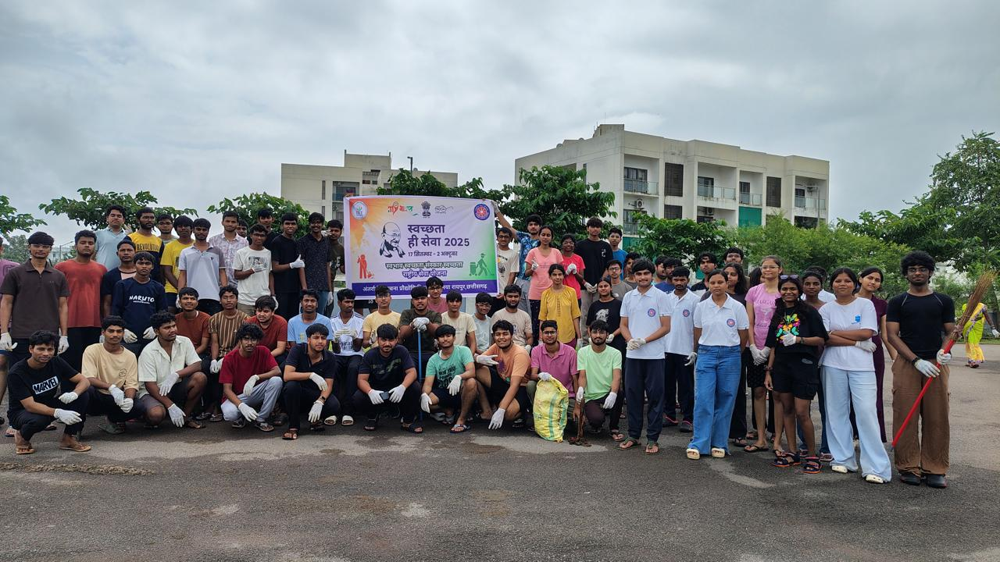 स्वच्छता
ही सेवा 2025
17 सितम्बर - 2 अक्टूबर
स्वभाव स्वच्छता संस्कार स्वच्छता
राष्ट्रीय सेवा योजना
रायपुर, छत्तीसगढ़
REVOLUTION
NARUTO
MARVEL